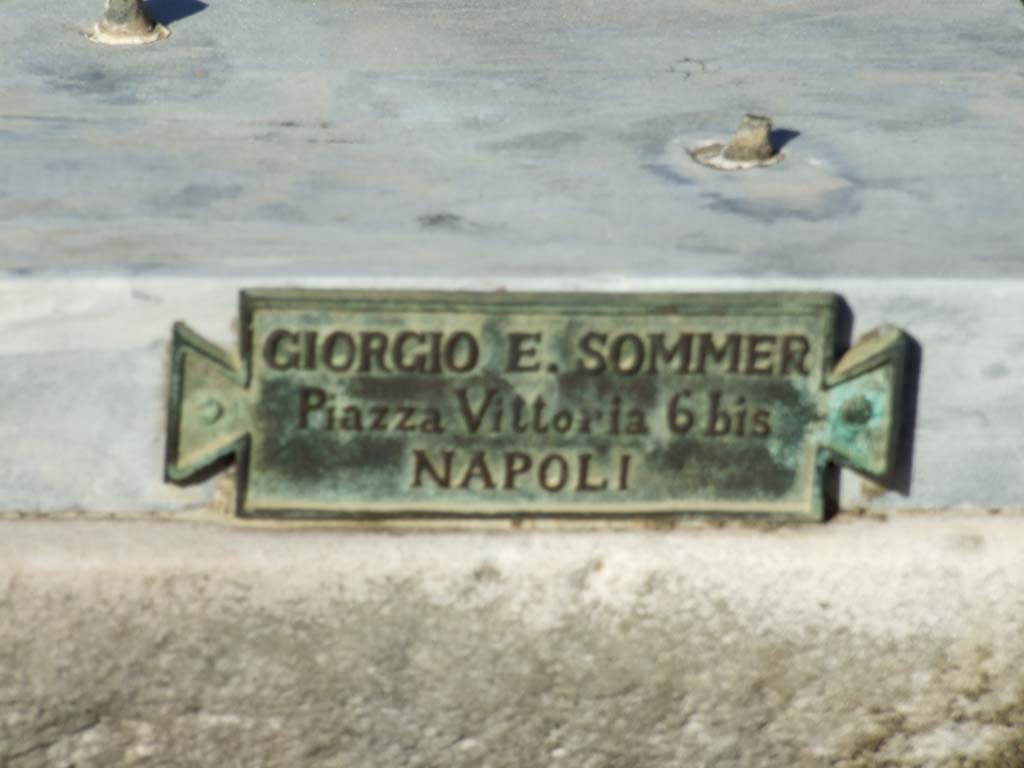 GIORGIO E. SOMMER
Piazza Vittoria 6 bis
NAPOLI